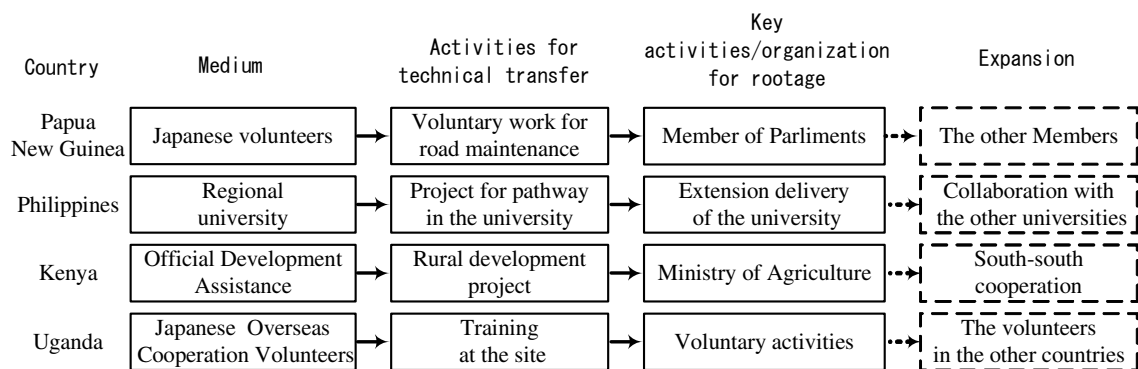 Country
Medium
Activities for
technical transfer
Key
activities/organization
for rootage
Expansion
Papua
New Guinea
Japanese volunteers
Voluntary work for
road maintenance
Member of Parliments
The other Members
Philippines
Regional
university
Project for pathway
in the university
Extension delivery
of the university
Collaboration with
the other universities
Kenya
Official Development
Assistance
Rural development
project
Ministry of Agriculture
South-south
cooperation
Uganda
Japanese Overseas
Cooperation Volunteers
Training
at the site
Voluntary activities
The volunteers
in the other countries